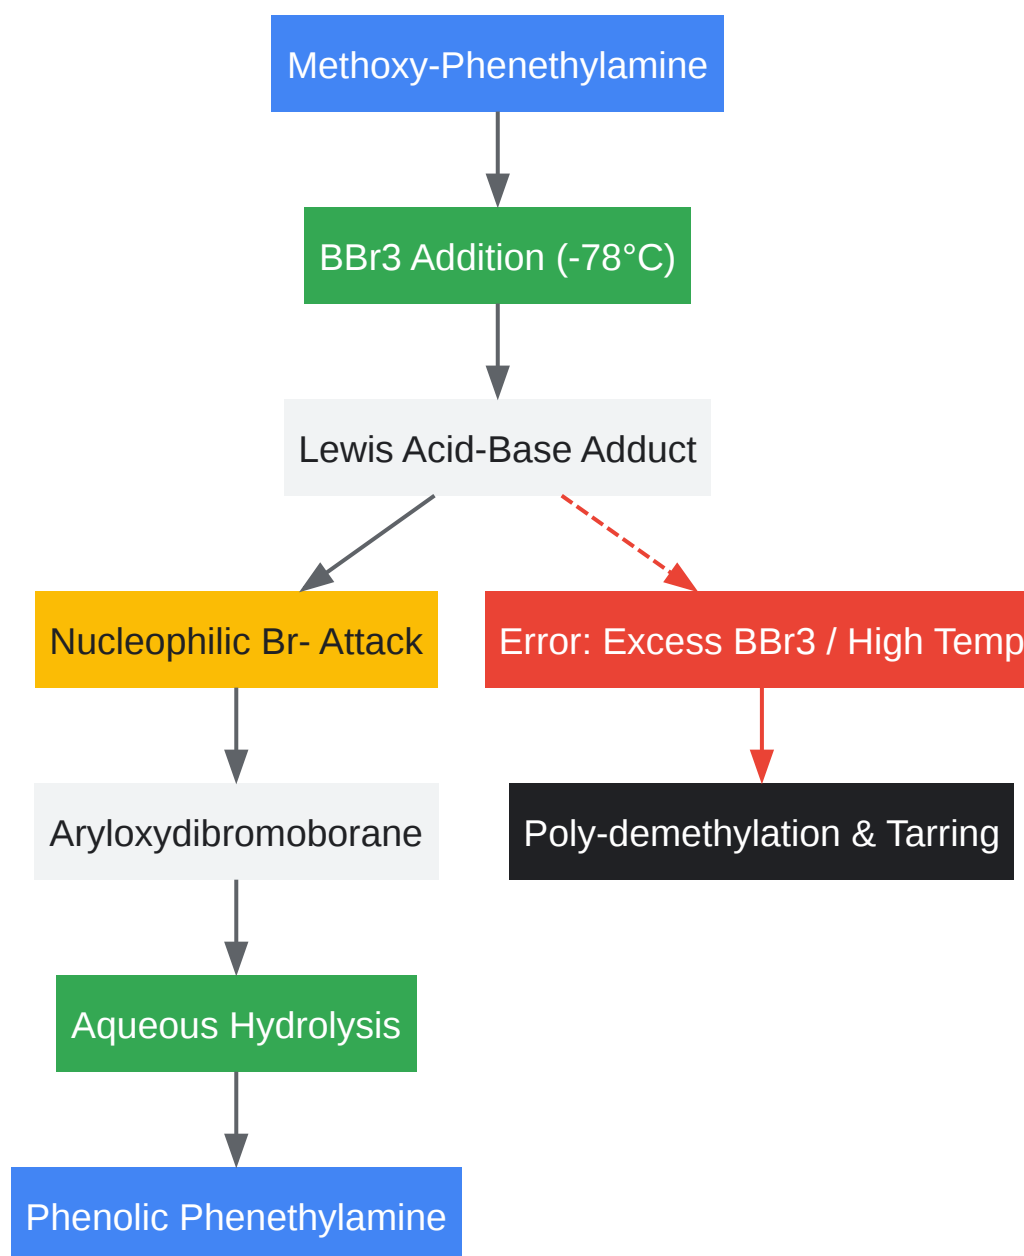 Methoxy-Phenethylamine
BBr3 Addition (-78°C)
Lewis Acid-Base Adduct
Nucleophilic Br- Attack
Error: Excess BBr3 / High Temp
Aryloxydibromoborane
Poly-demethylation & Tarring
Aqueous Hydrolysis
Phenolic Phenethylamine